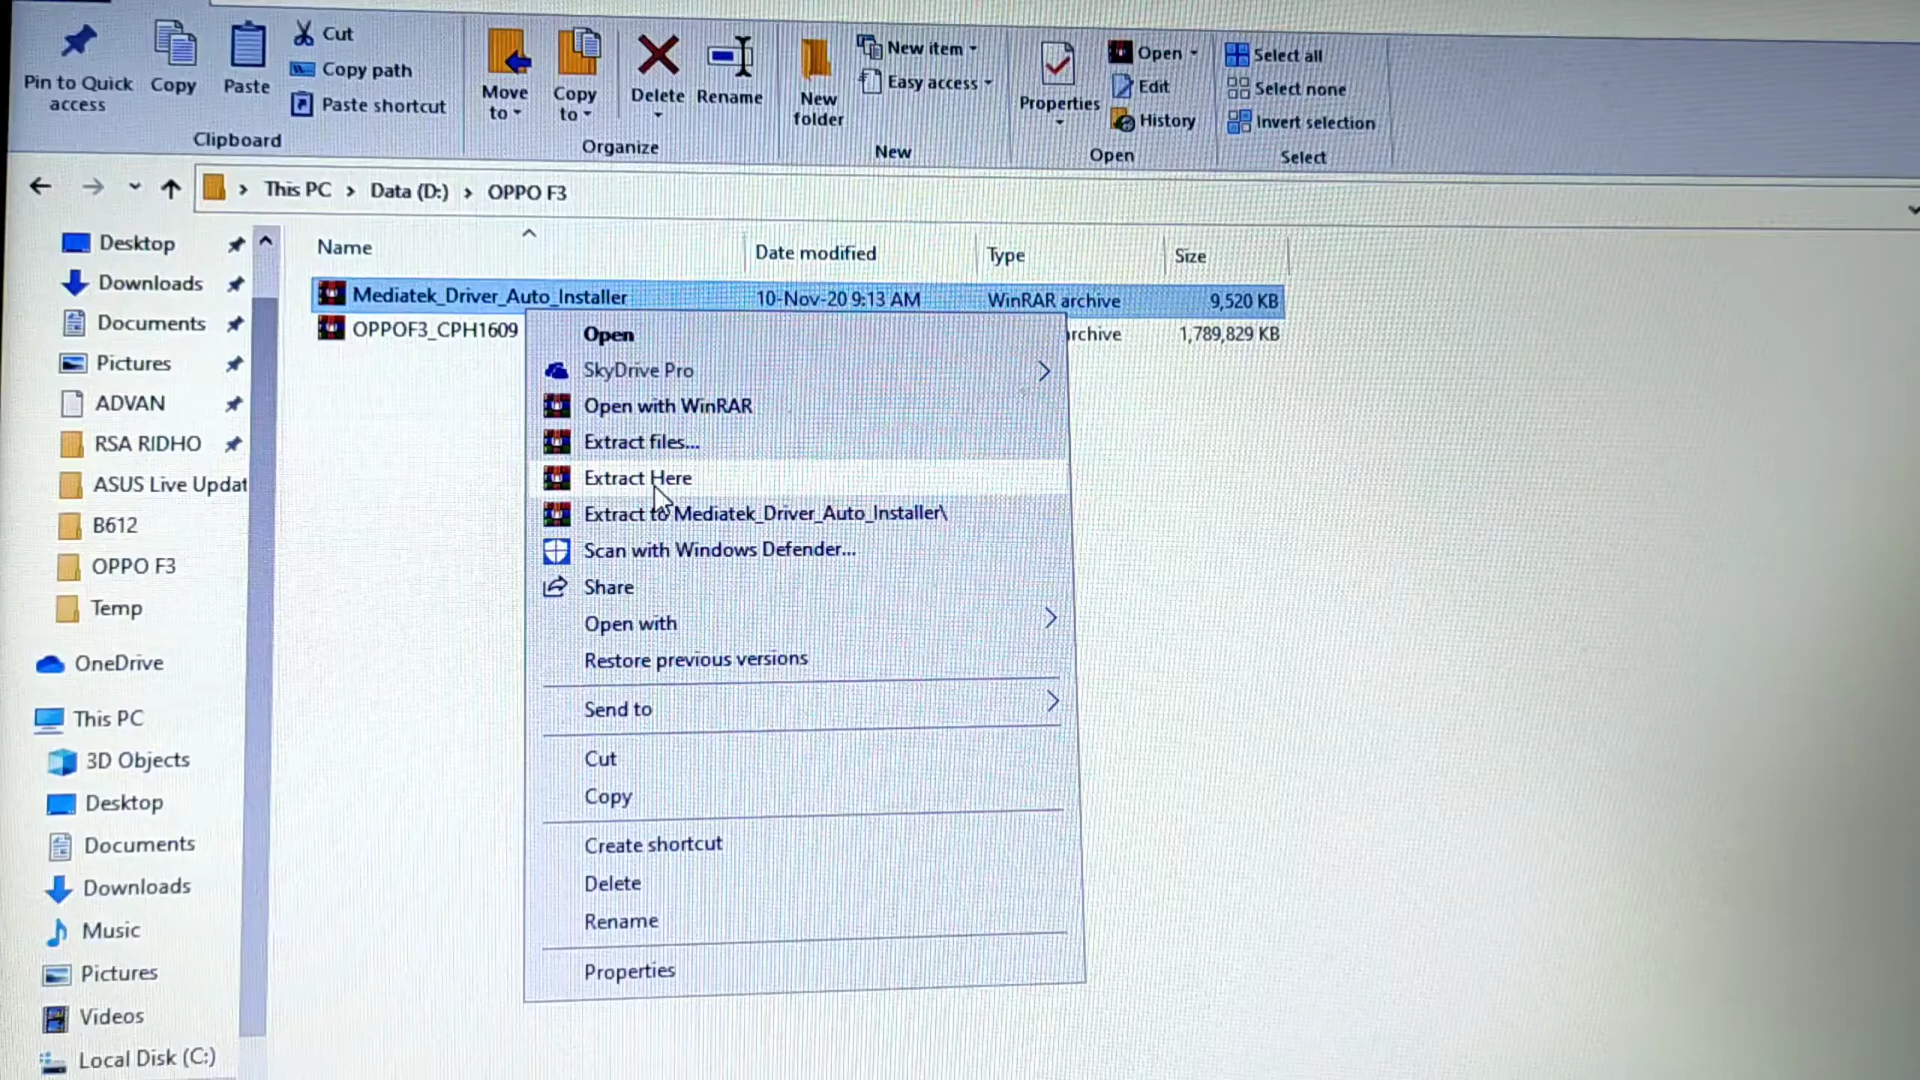 Pin to Quick access
Copy
Paste
Cut
Copy path
Paste shortcut
Clipboard
Move to
Copy to
Delete
Rename
Organize
New folder
New item
Easy access
New
Properties
Open
Edit
History
Open
Select all
Select none
Invert selection
Select
This PC > Data (D:) > OPPO F3
Desktop
Downloads
Documents
Pictures
ADVAN
RSA RIDHO
ASUS Live Updat
B612
OPPO F3
Temp
OneDrive
This PC
3D Objects
Desktop
Documents
Downloads
Music
Pictures
Videos
Local Disk (C:)
Name Date modified Type Size
Mediatek_Driver_Auto_Installer 10-Nov-20 9:13 AM WinRAR archive 9,520 KB
OPPOF3_CPH1609 rchive 1,789,829 KB
Open
SkyDrive Pro
Open with WinRAR
Extract files...
Extract Here
Extract to Mediatek_Driver_Auto_Installer\
Scan with Windows Defender...
Share
Open with
Restore previous versions
Send to
Cut
Copy
Create shortcut
Delete
Rename
Properties